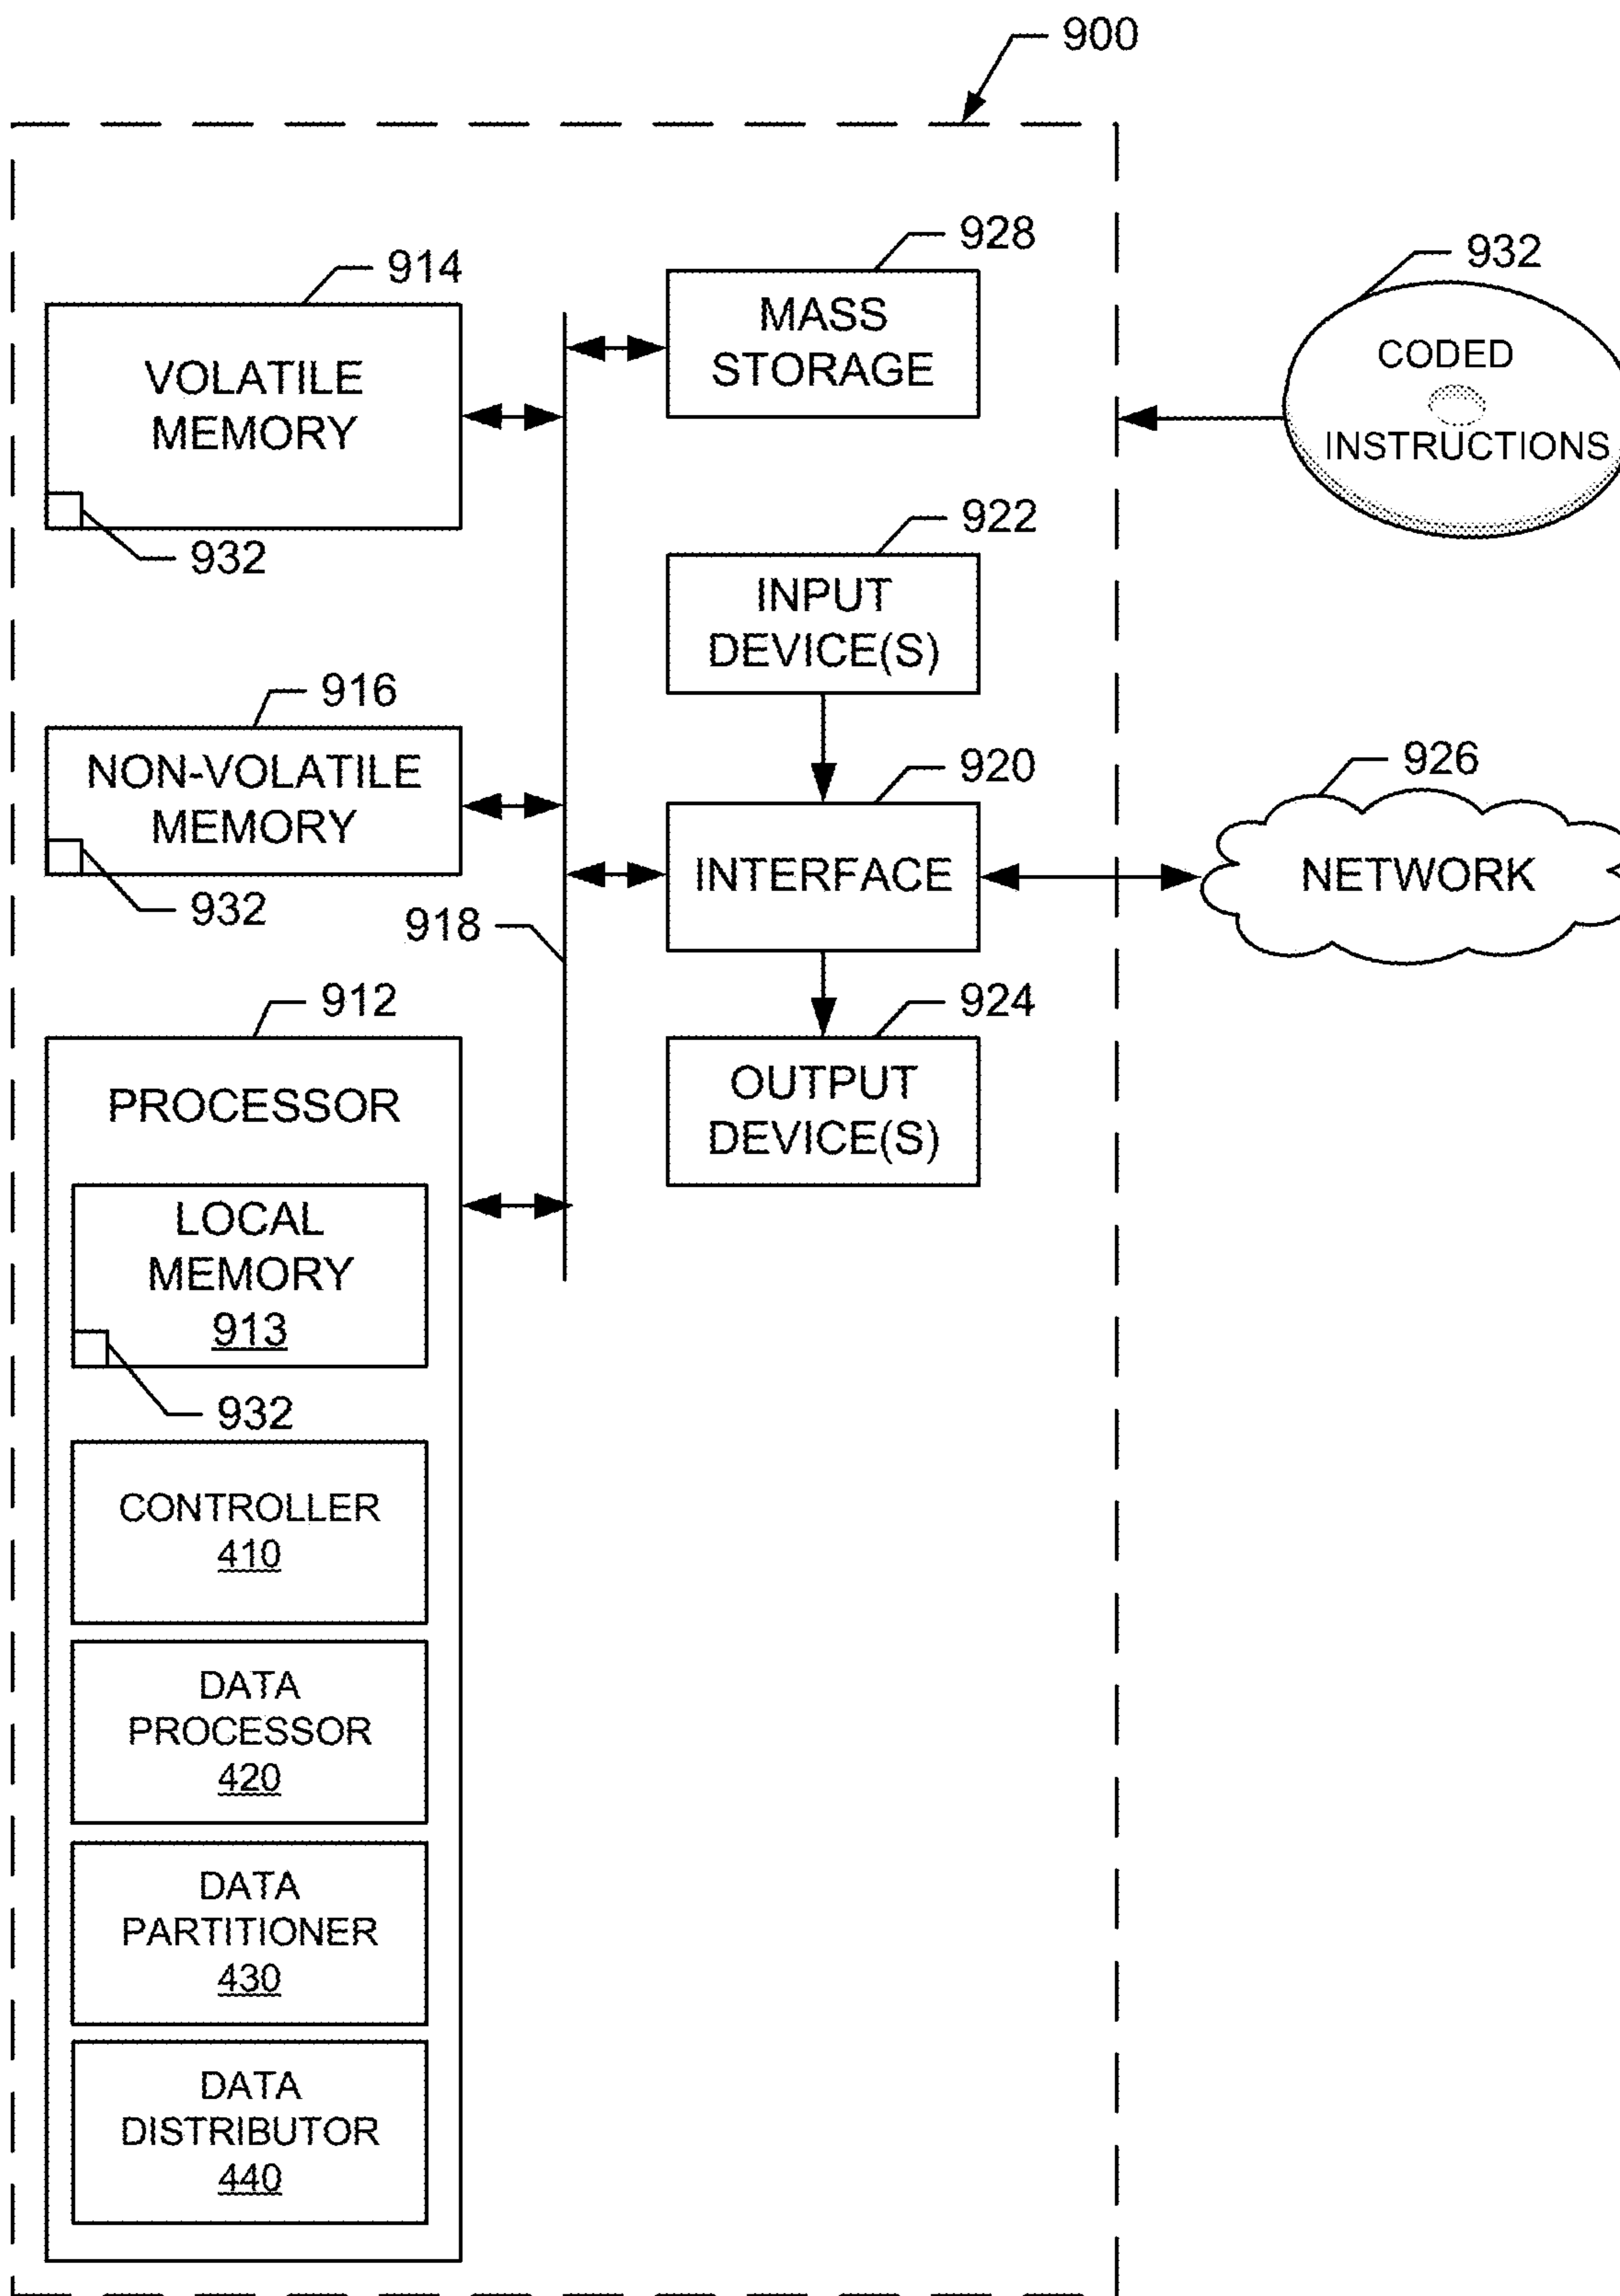 900
928
914
MASS
STORAGE
VOLATILE
MEMORY
932
932
CODED
INSTRUCTIONS
922
INPUT
DEVICE(S)
916
NON-VOLATILE
MEMORY
932
918
920
INTERFACE
926
NETWORK
924
OUTPUT
DEVICE(S)
912
PROCESSOR
LOCAL
MEMORY
913
932
CONTROLLER
410
DATA
PROCESSOR
420
DATA
PARTITIONER
430
DATA
DISTRIBUTOR
440